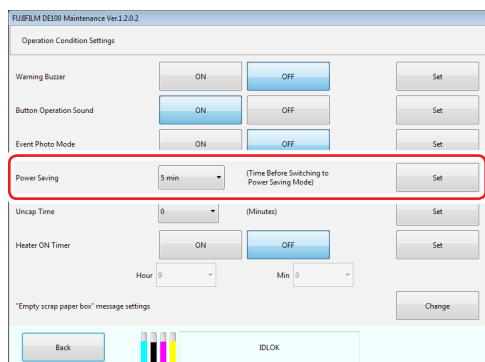 FUJIFILM DE100 Maintenance Ver.1.2.0.2
Operation Condition Settings
Warning Buzzer ON OFF Set
Button Operation Sound ON OFF Set
Event Photo Mode ON OFF Set
Power Saving 5 min (Time Before Switching to Power Saving Mode) Set
Uncap Time 0 (Minutes) Set
Heater ON Timer ON OFF Set
Hour 9 Min 0
"Empty scrap paper box" message settings Change
Back IDLOK